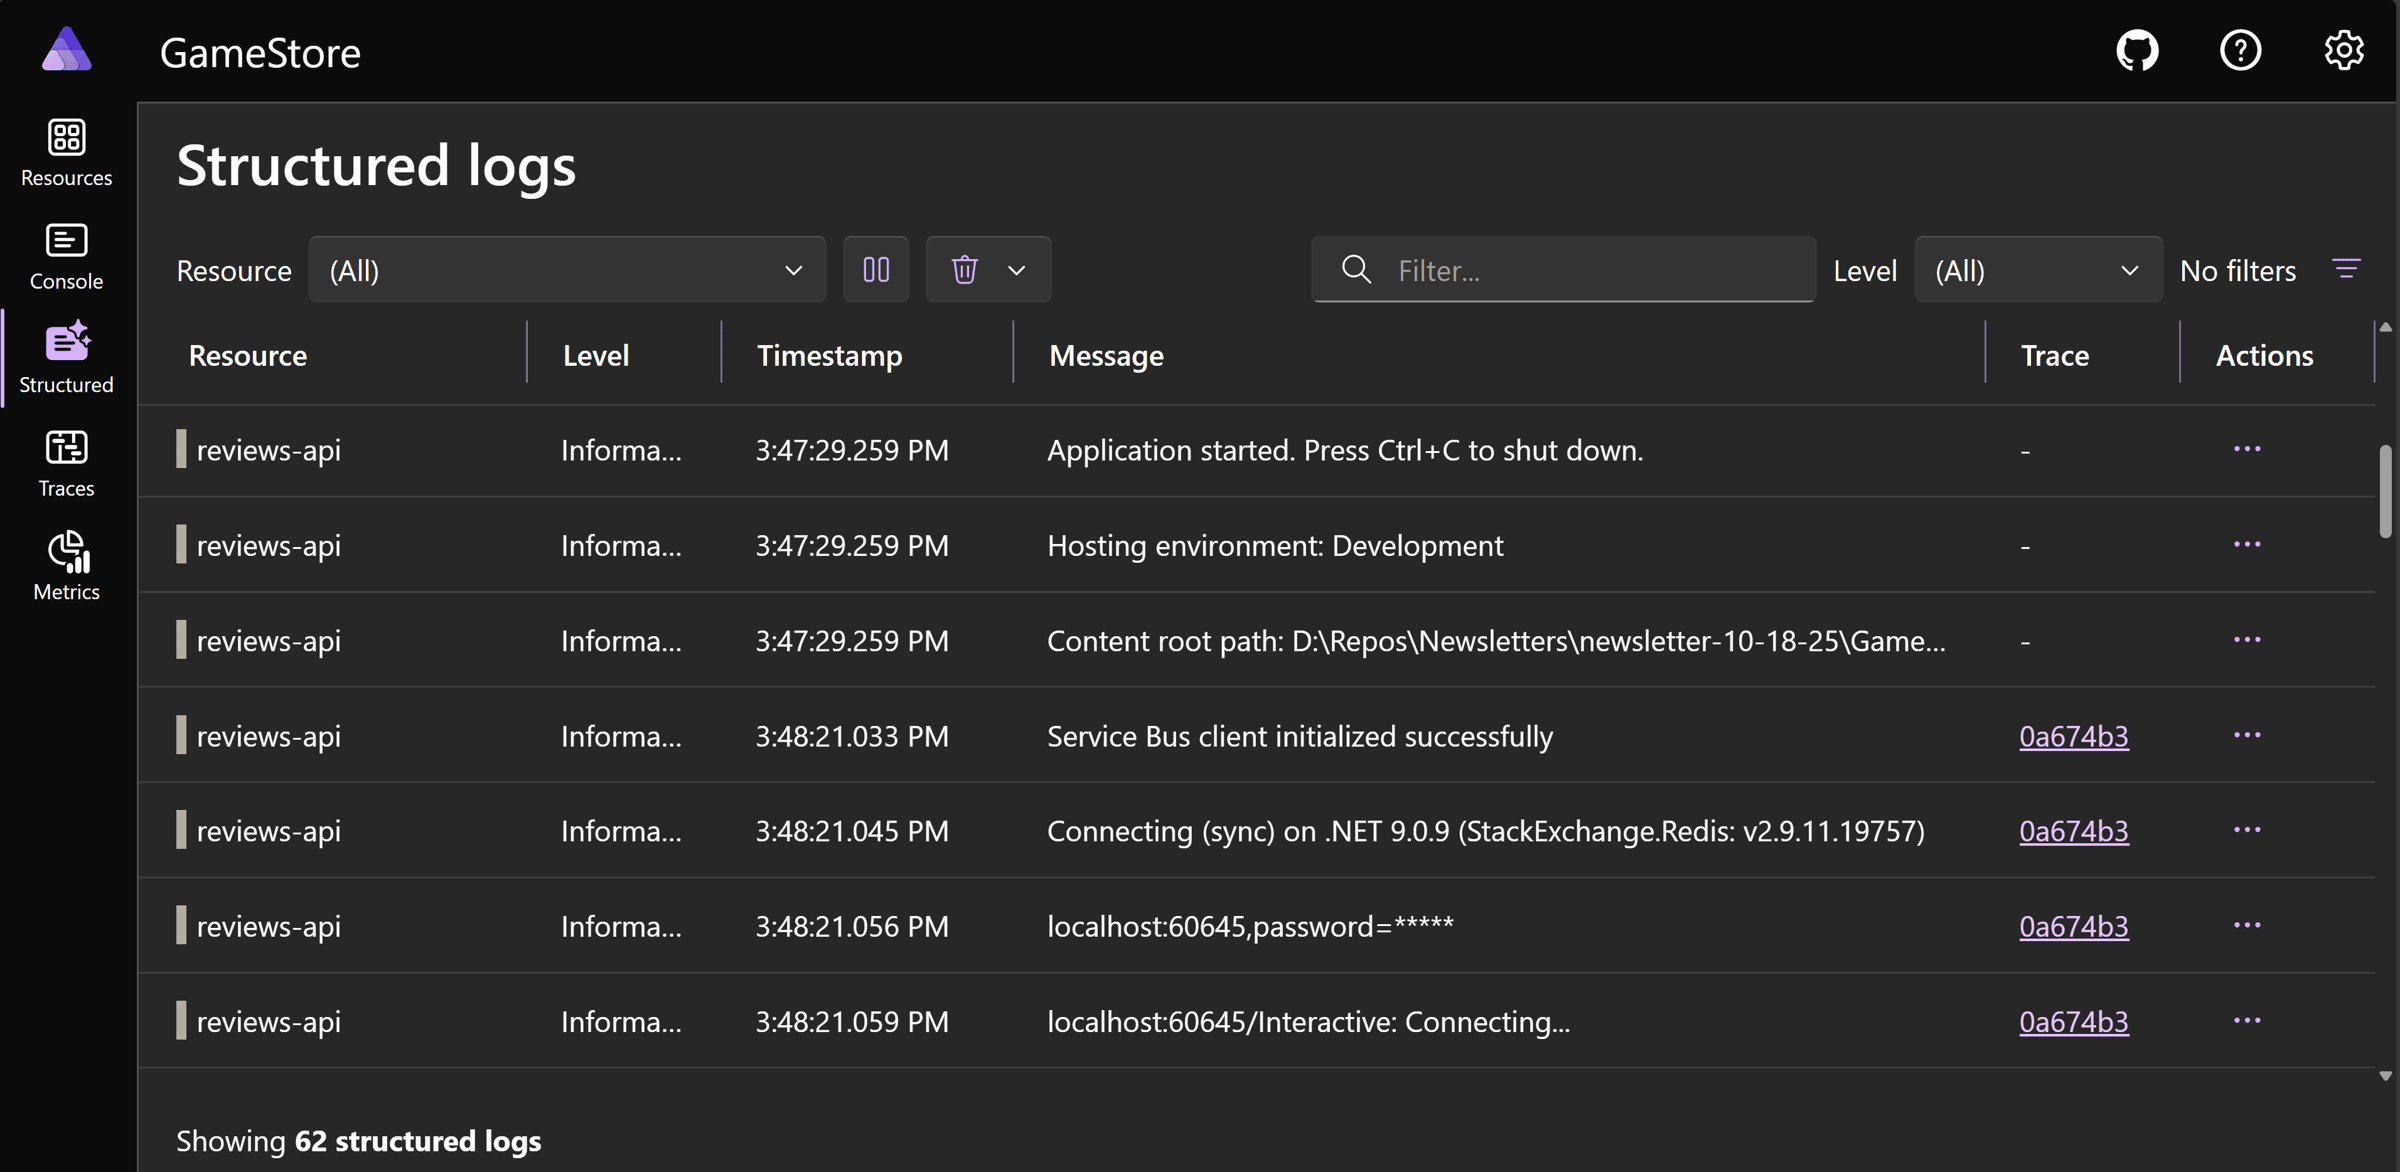 GameStore
Resources
Console
Structured
Traces
Metrics
Structured logs
Resource (All) Filter... Level (All) No filters
Resource Level Timestamp Message Trace Actions
reviews-api Informa... 3:47:29.259 PM Application started. Press Ctrl+C to shut down. - ...
reviews-api Informa... 3:47:29.259 PM Hosting environment: Development - ...
reviews-api Informa... 3:47:29.259 PM Content root path: D:\Repos\Newsletters\newsletter-10-18-25\Game... - ...
reviews-api Informa... 3:48:21.033 PM Service Bus client initialized successfully 0a674b3 ...
reviews-api Informa... 3:48:21.045 PM Connecting (sync) on .NET 9.0.9 (StackExchange.Redis: v2.9.11.19757) 0a674b3 ...
reviews-api Informa... 3:48:21.056 PM localhost:60645,password=***** 0a674b3 ...
reviews-api Informa... 3:48:21.059 PM localhost:60645/Interactive: Connecting... 0a674b3 ...
Showing 62 structured logs